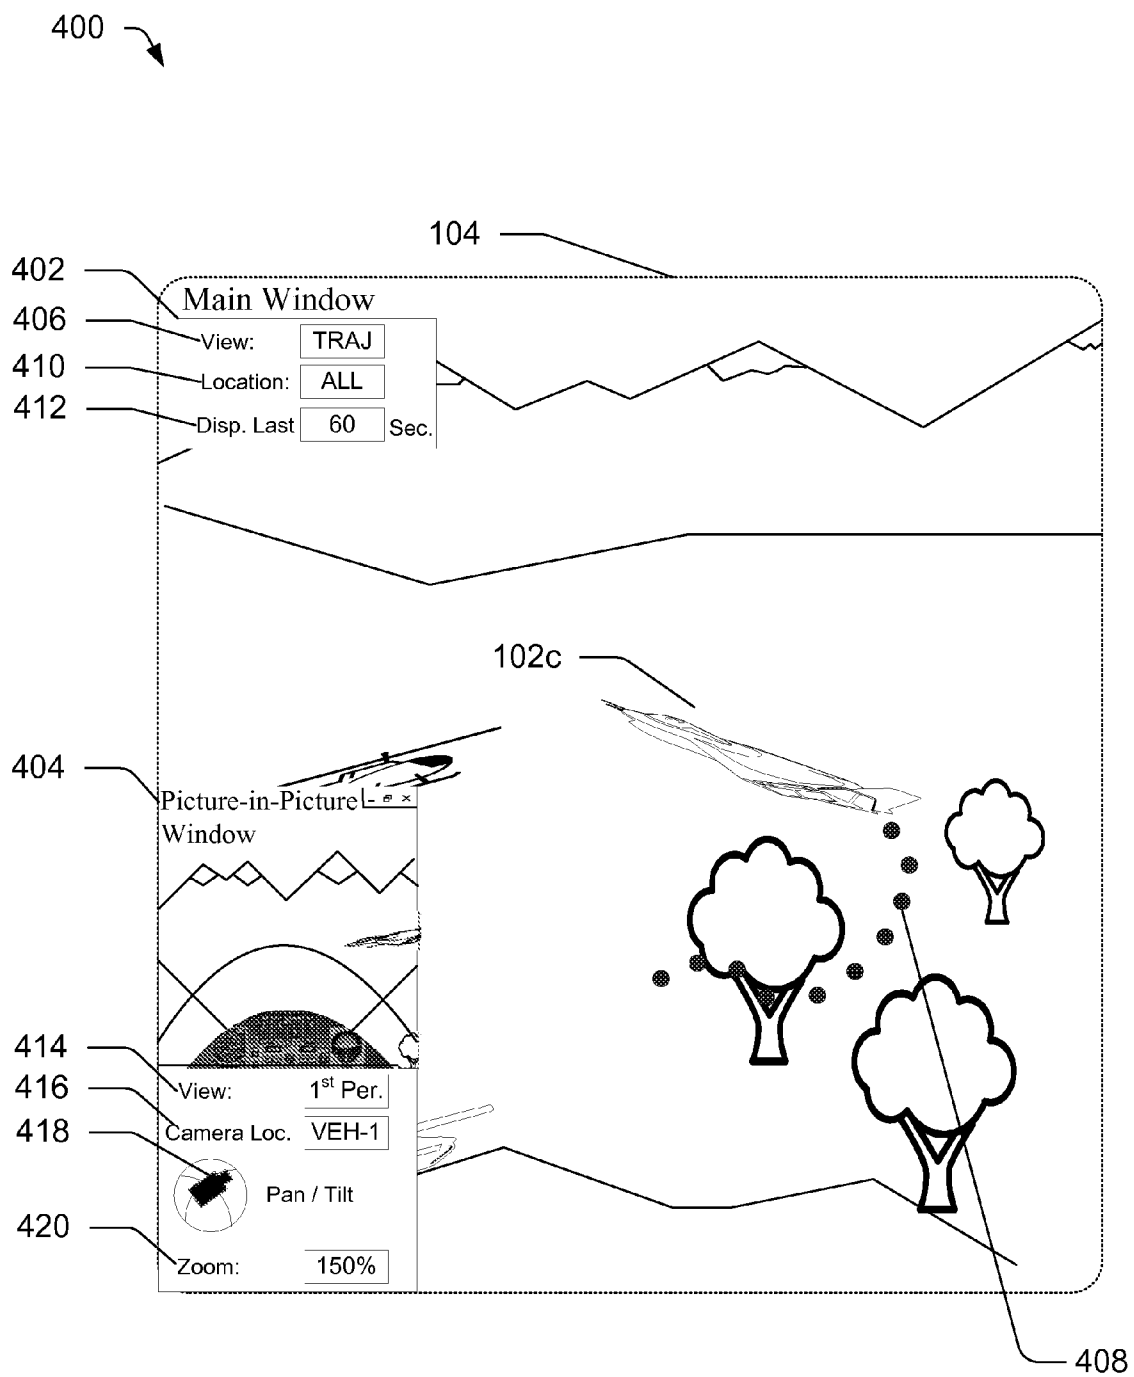 400
104
402
Main Window
406
View: TRAJ
410
Location: ALL
412
Disp. Last 60 Sec.
102c
404
Picture-in-Picture
Window
414
View: 1st Per.
416
Camera Loc. VEH-1
418
Pan / Tilt
420
Zoom: 150%
408